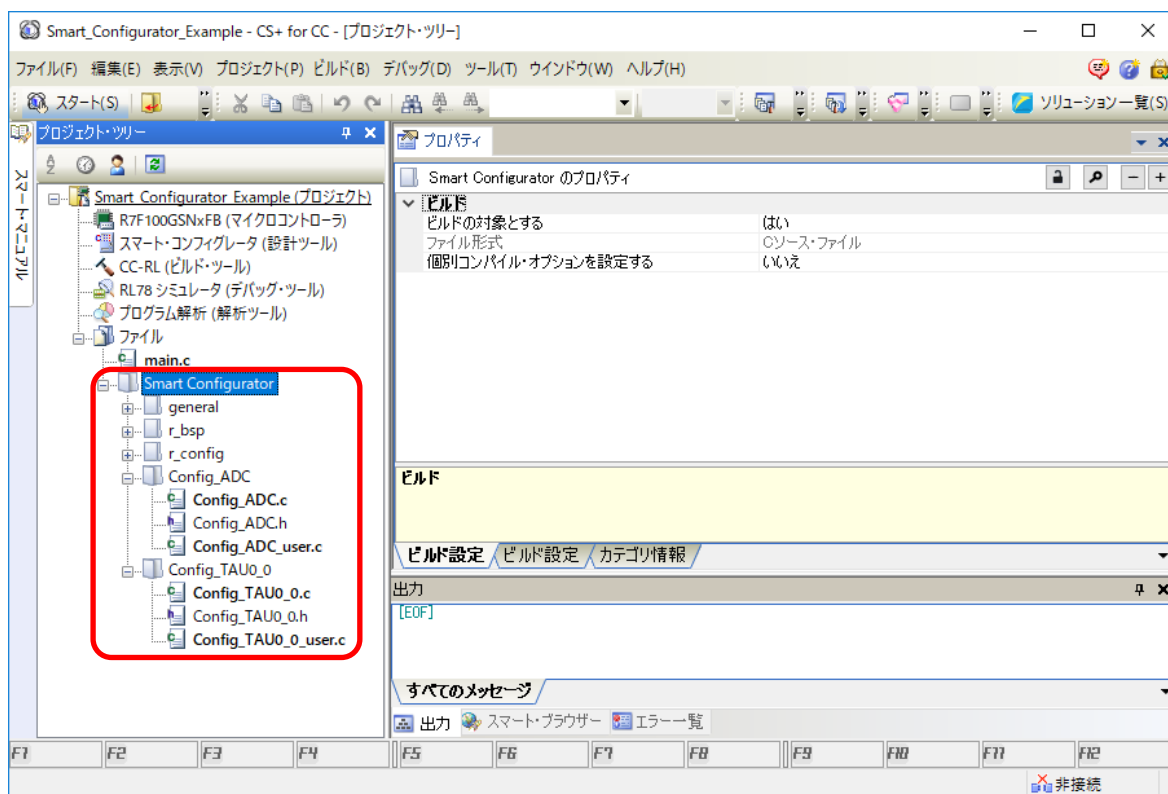 Smart_Configurator_Example - CS+ for CC - [プロジェクト・ツリー]
ファイル(F) 編集(E) 表示(V) プロジェクト(P) ビルド(B) デバッグ(D) ツール(T) ウインドウ(W) ヘルプ(H)
スタート(S) ソリューション一覧(S)
プロジェクト・ツリー
スマート・マニュアル
Smart_Configurator_Example (プロジェクト)
R7F100GSNxFB (マイクロコントローラ)
スマート・コンフィグレータ (設計ツール)
CC-RL (ビルド・ツール)
RL78 シミュレータ (デバッグ・ツール)
プログラム解析 (解析ツール)
ファイル
main.c
Smart Configurator
general
r_bsp
r_config
Config_ADC
Config_ADC.c
Config_ADC.h
Config_ADC_user.c
Config_TAU0_0
Config_TAU0_0.c
Config_TAU0_0.h
Config_TAU0_0_user.c
プロパティ
Smart Configurator のプロパティ
ビルド
ビルドの対象とする はい
ファイル形式 Cソース・ファイル
個別コンパイル・オプションを設定する いいえ
ビルド
ビルド設定 ビルド設定 カテゴリ情報
出力
[EOF]
すべてのメッセージ
出力 スマート・ブラウザー エラー一覧
F1 F2 F3 F4 F5 F6 F7 F8 F9 F10 F11 F12
非接続